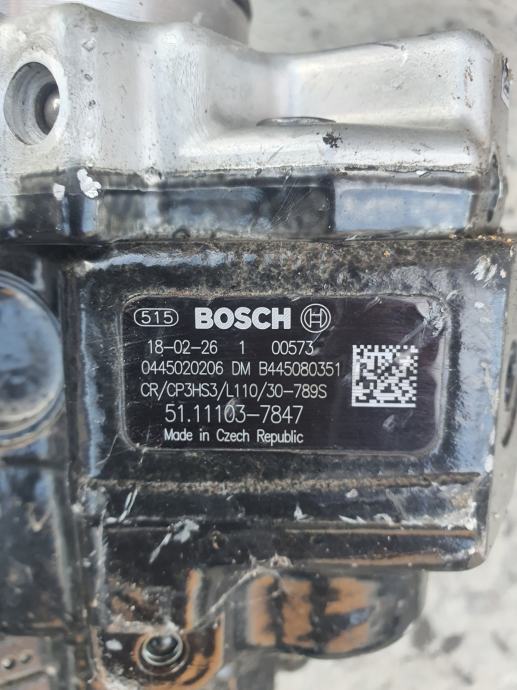 515 BOSCH
18-02-26 1 00573
0445020206 DM B445080351
CR/CP3HS3/L110/30-789S
51.11103-7847
Made in Czech Republic